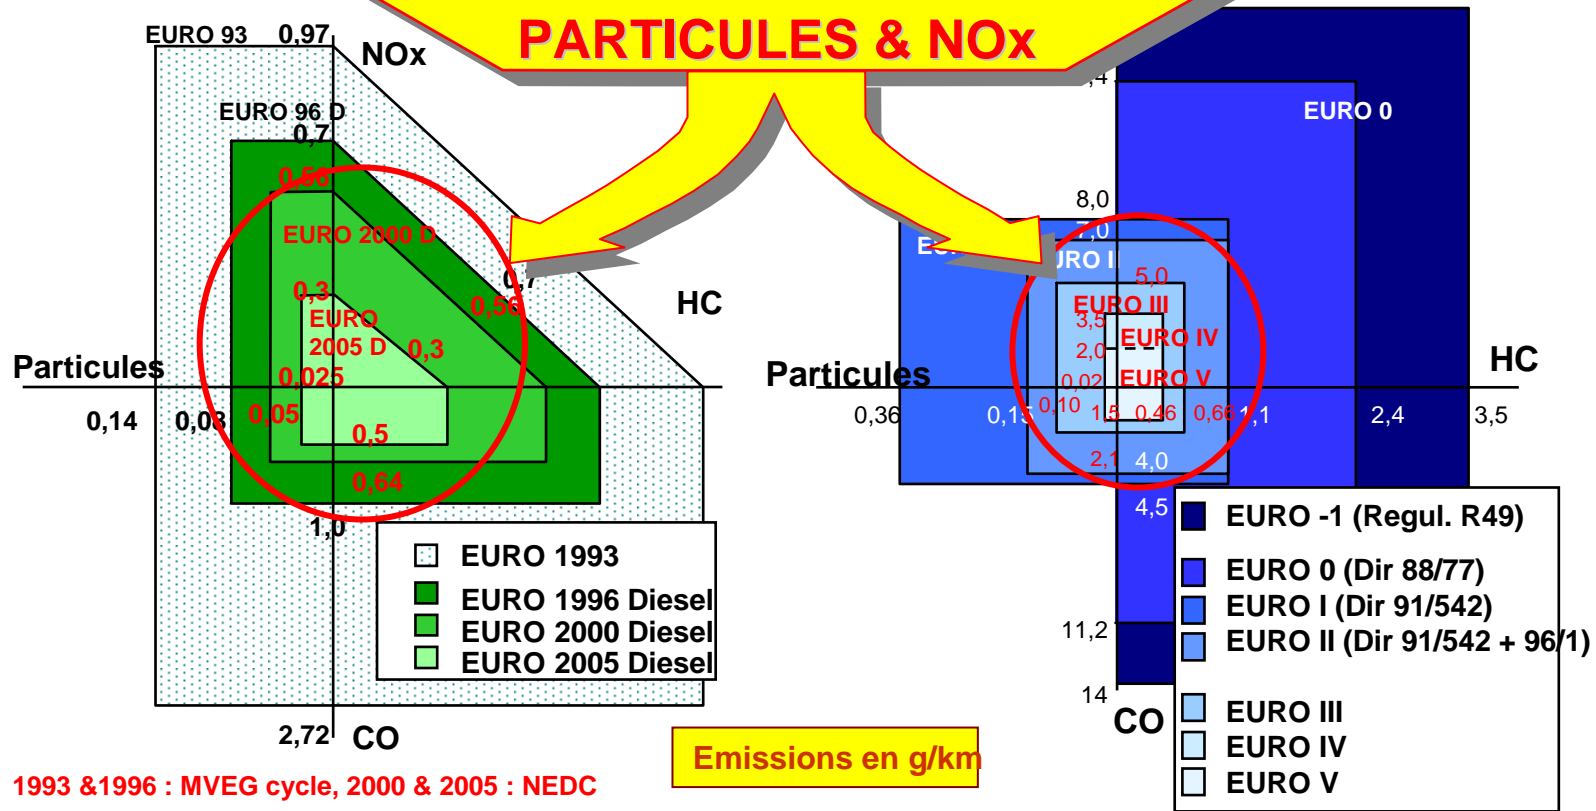 PARTICULES & NOx
EURO 93
0,97
NOx
EURO 96 D
0,7
0,56
EURO 2000 D
0,3
EURO
2005 D
0,3
0,56
0,7
HC
Particules
0,025
0,14
0,08
0,05
0,5
0,64
1,0
2,72
CO
EURO 1993
EURO 1996 Diesel
EURO 2000 Diesel
EURO 2005 Diesel
1993 &1996 : MVEG cycle, 2000 & 2005 : NEDC
Emissions en g/km
,4
EURO 0
8,0
7,0
EURO II
5,0
EURO III
3,5
EURO IV
2,0
EURO V
0,02
Particules
HC
0,36
0,15
0,10
1,5
0,46
0,66
1,1
2,4
3,5
2,1
4,0
4,5
11,2
14
CO
EURO -1 (Regul. R49)
EURO 0 (Dir 88/77)
EURO I (Dir 91/542)
EURO II (Dir 91/542 + 96/1)
EURO III
EURO IV
EURO V